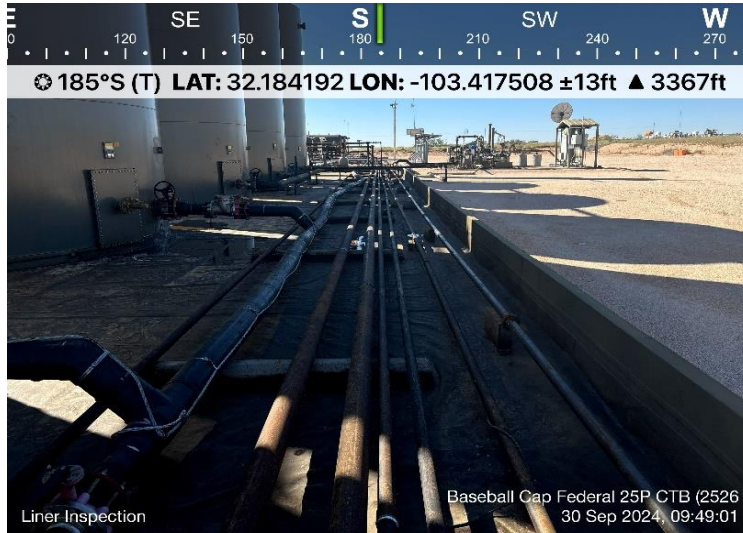 E SE S SW W
0 120 150 180 210 240 270
185°S (T) LAT: 32.184192 LON: -103.417508 ±13ft ▲ 3367ft
Liner Inspection
Baseball Cap Federal 25P CTB (2526
30 Sep 2024, 09:49:01